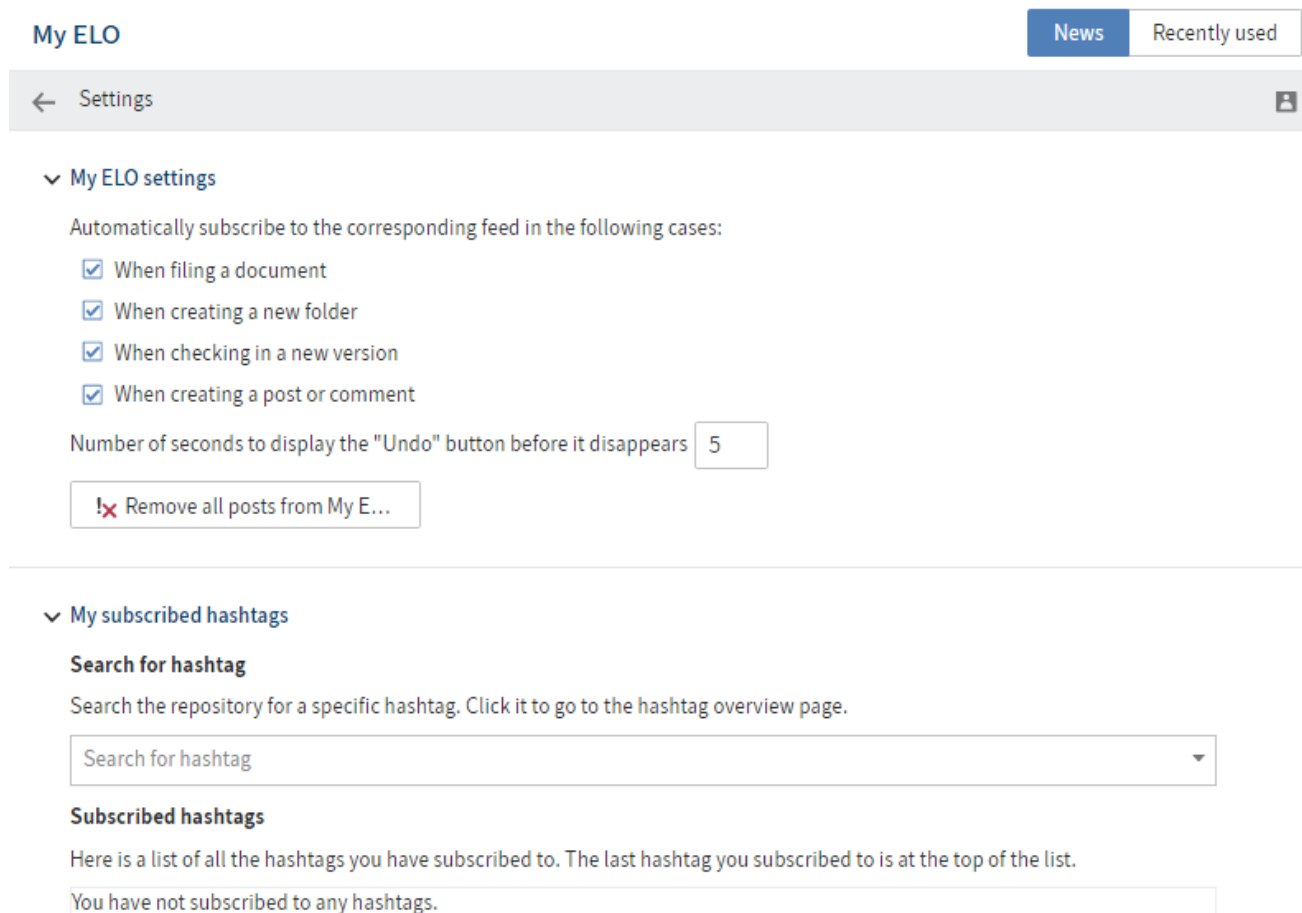 My ELO
News
Recently used
Settings
My ELO settings
Automatically subscribe to the corresponding feed in the following cases:
When filing a document
When creating a new folder
When checking in a new version
When creating a post or comment
Number of seconds to display the "Undo" button before it disappears 5
Remove all posts from My E...
My subscribed hashtags
Search for hashtag
Search the repository for a specific hashtag. Click it to go to the hashtag overview page.
Search for hashtag
Subscribed hashtags
Here is a list of all the hashtags you have subscribed to. The last hashtag you subscribed to is at the top of the list.
You have not subscribed to any hashtags.